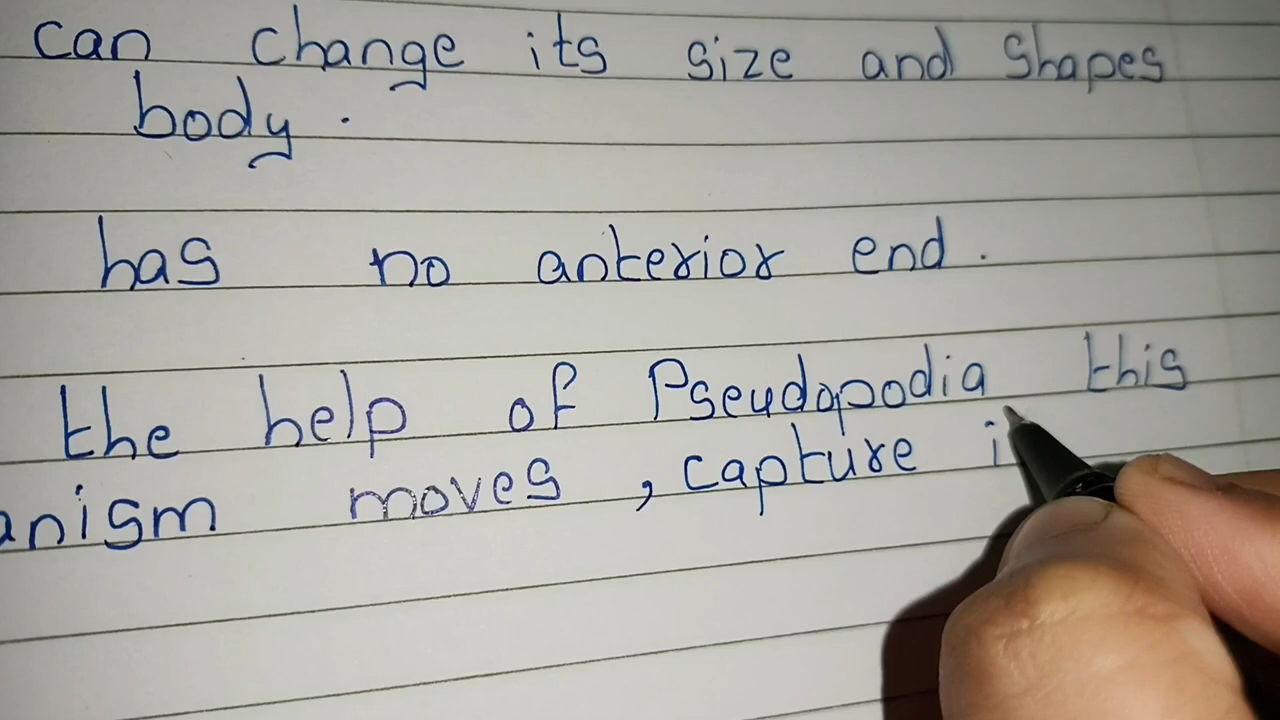 can change its size and shapes
body.
has no anterior end.
the help of Pseudopodia this
anism moves, capture i